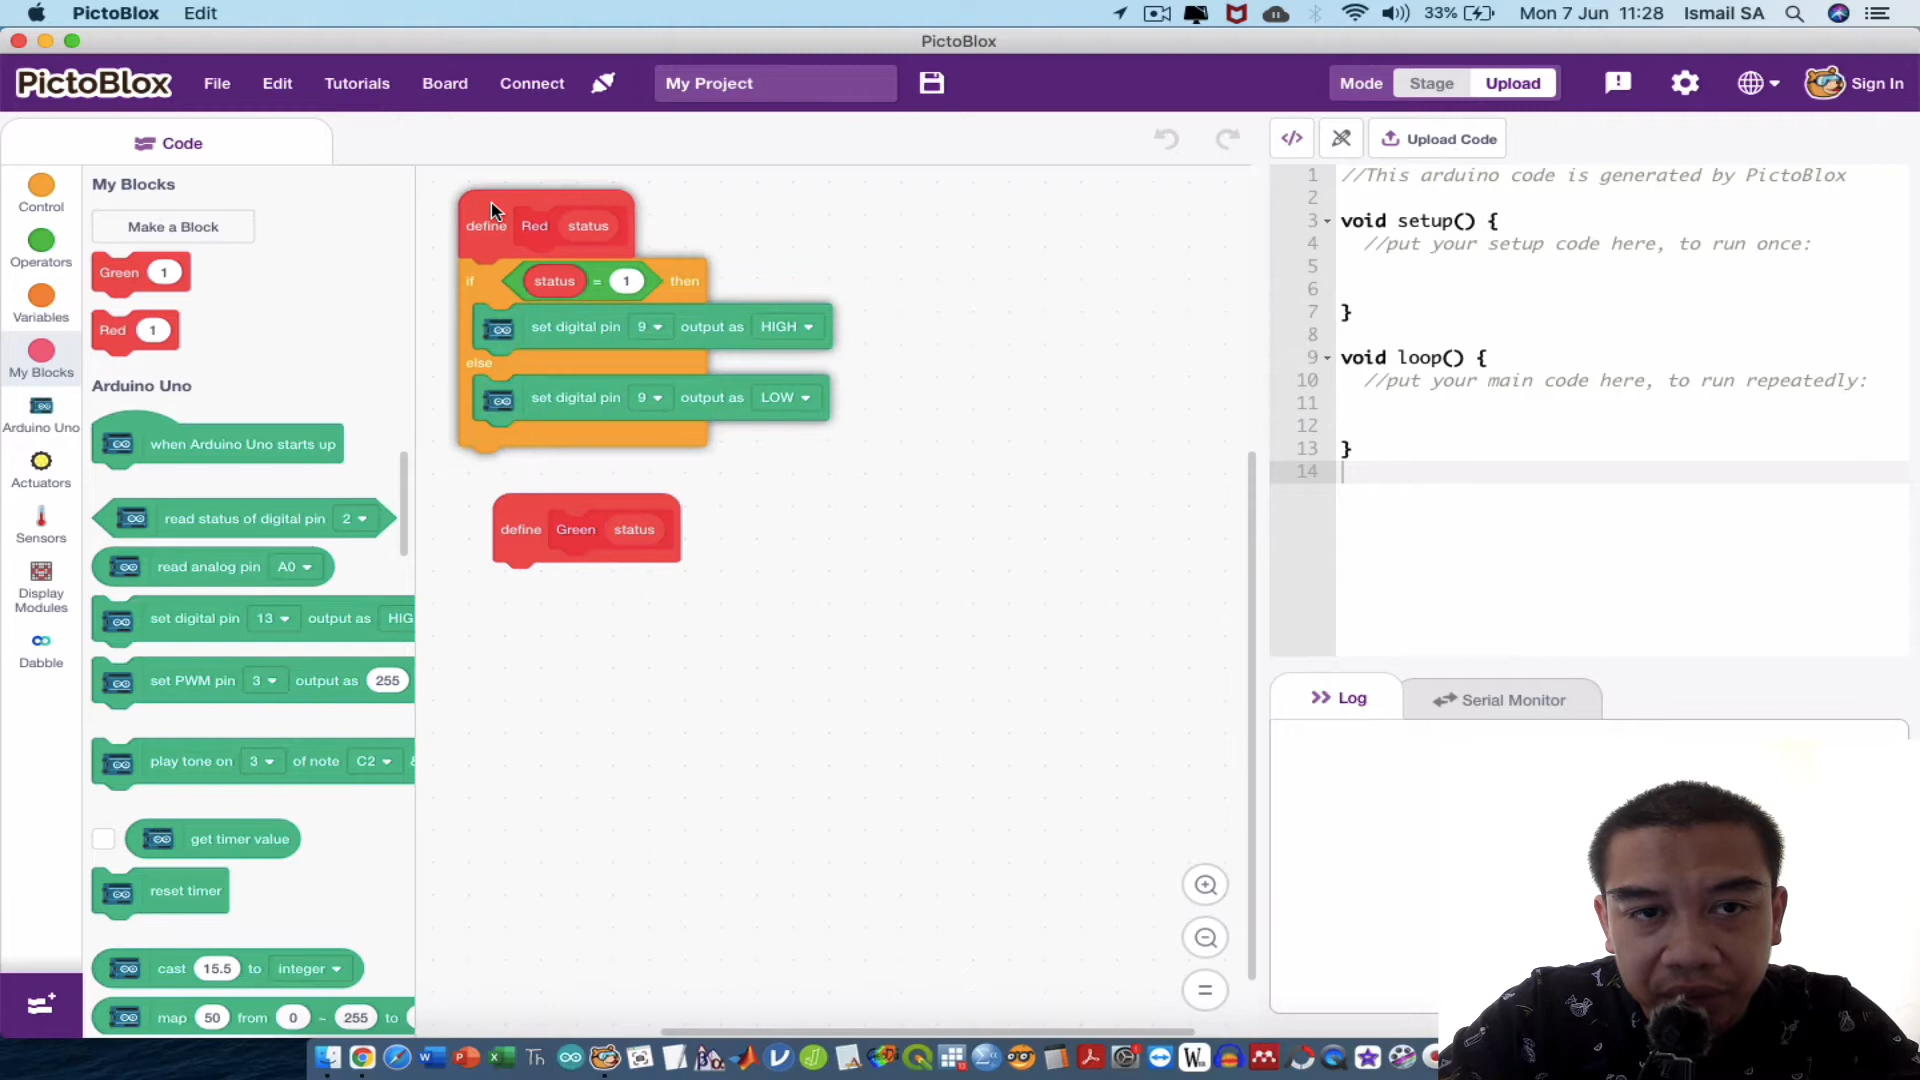 PictoBlox Edit 33% Mon 7 Jun 11:28 Ismail SA
PictoBlox
PictoBlox File Edit Tutorials Board Connect My Project Mode Stage Upload Sign In
Code
Upload Code
Control
Operators
Variables
My Blocks
Arduino Uno
Actuators
Sensors
Display
Modules
Dabble
My Blocks
Make a Block
Green 1
Red 1
Arduino Uno
when Arduino Uno starts up
read status of digital pin 2
read analog pin A0
set digital pin 13 output as HIG
set PWM pin 3 output as 255
play tone on 3 of note C2 &
get timer value
reset timer
cast 15.5 to integer
map 50 from 0 ~ 255 to
define Red status
if status = 1 then
set digital pin 9 output as HIGH
else
set digital pin 9 output as LOW
define Green status
1 //This arduino code is generated by PictoBlox
2
3 void setup() {
4 //put your setup code here, to run once:
5
6
7 }
8
9 void loop() {
10 //put your main code here, to run repeatedly:
11
12
13 }
14
Log Serial Monitor